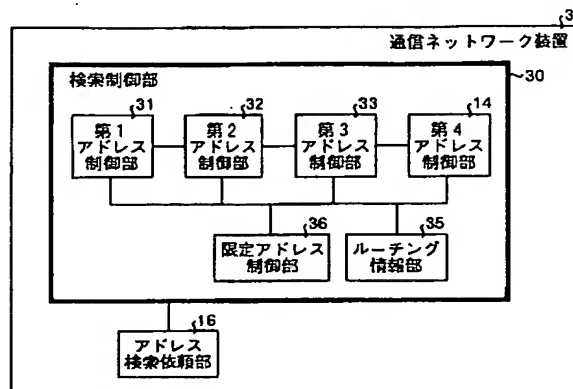 3
通信ネットワーク装置
検索制御部
30
31
32
33
14
第1
アドレス
制御部
第2
アドレス
制御部
第3
アドレス
制御部
第4
アドレス
制御部
36
35
限定アドレス
制御部
ルーチング
情報部
16
アドレス
検索依頼部